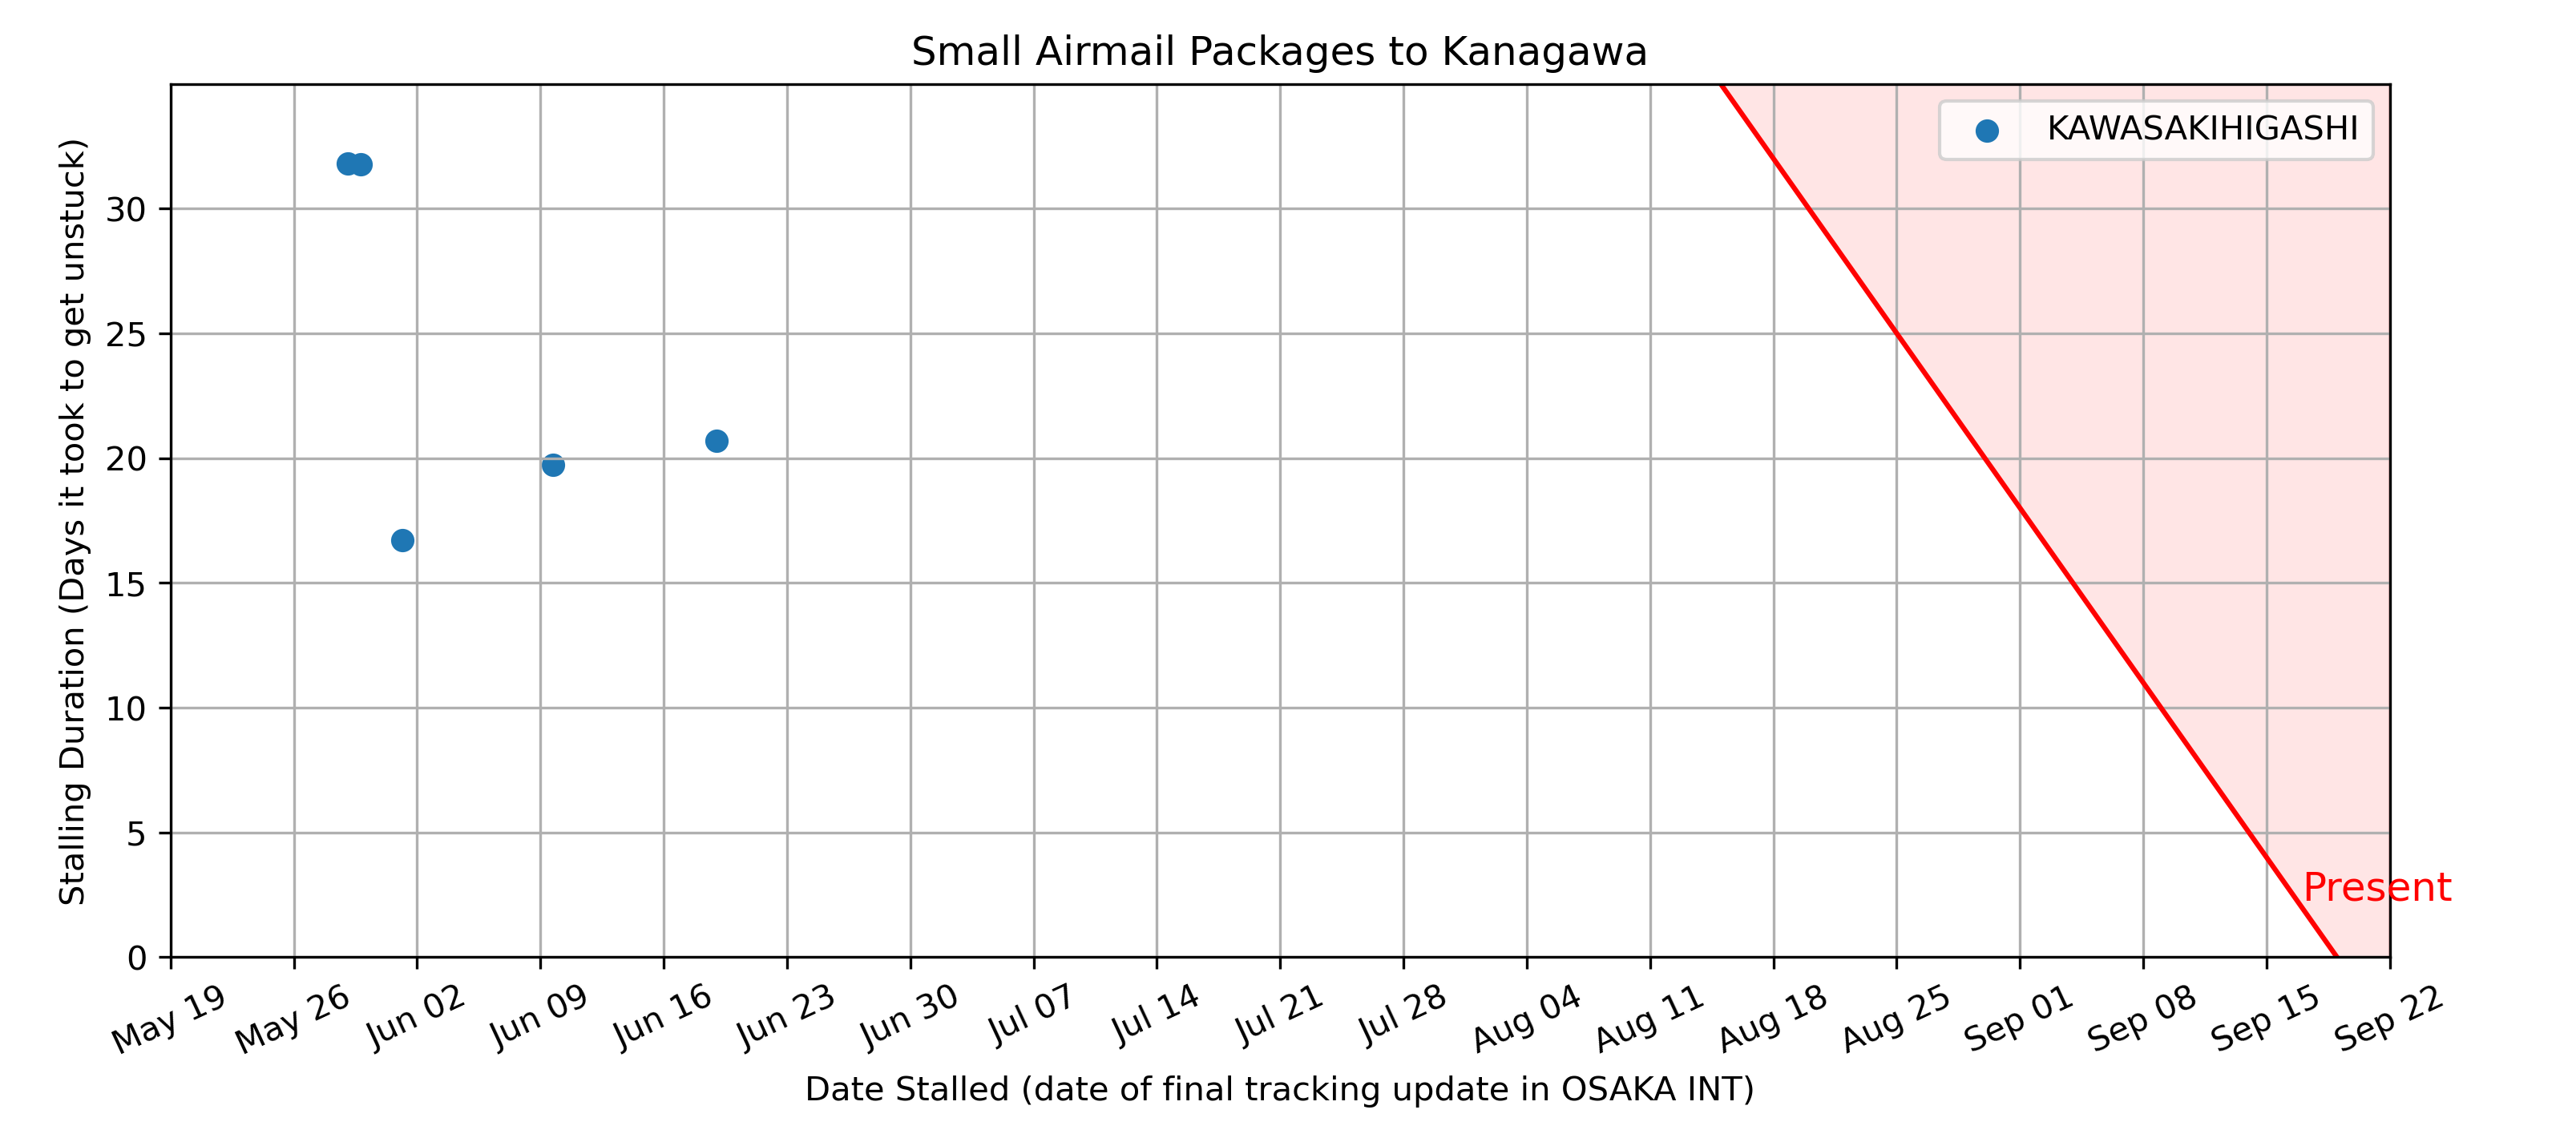 Small Airmail Packages to Kanagawa
KAWASAKIHIGASHI
Stalling Duration (Days it took to get unstuck)
30
25
20
15
10
5
0
Present
May 19
May 26
Jun 02
Jun 09
Jun 16
Jun 23
Jun 30
Jul 07
Jul 14
Jul 21
Jul 28
Aug 04
Aug 11
Aug 18
Aug 25
Sep 01
Sep 08
Sep 15
Sep 22
Date Stalled (date of final tracking update in OSAKA INT)